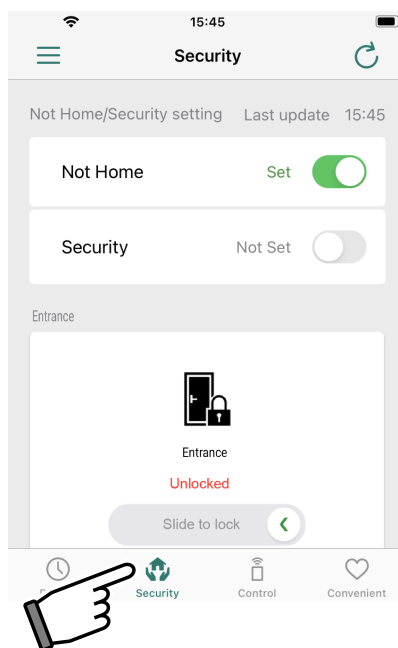 15:45
Security
Not Home/Security setting Last update 15:45
Not Home Set
Security Not Set
Entrance
Entrance
Unlocked
Slide to lock
Security Control Convenient